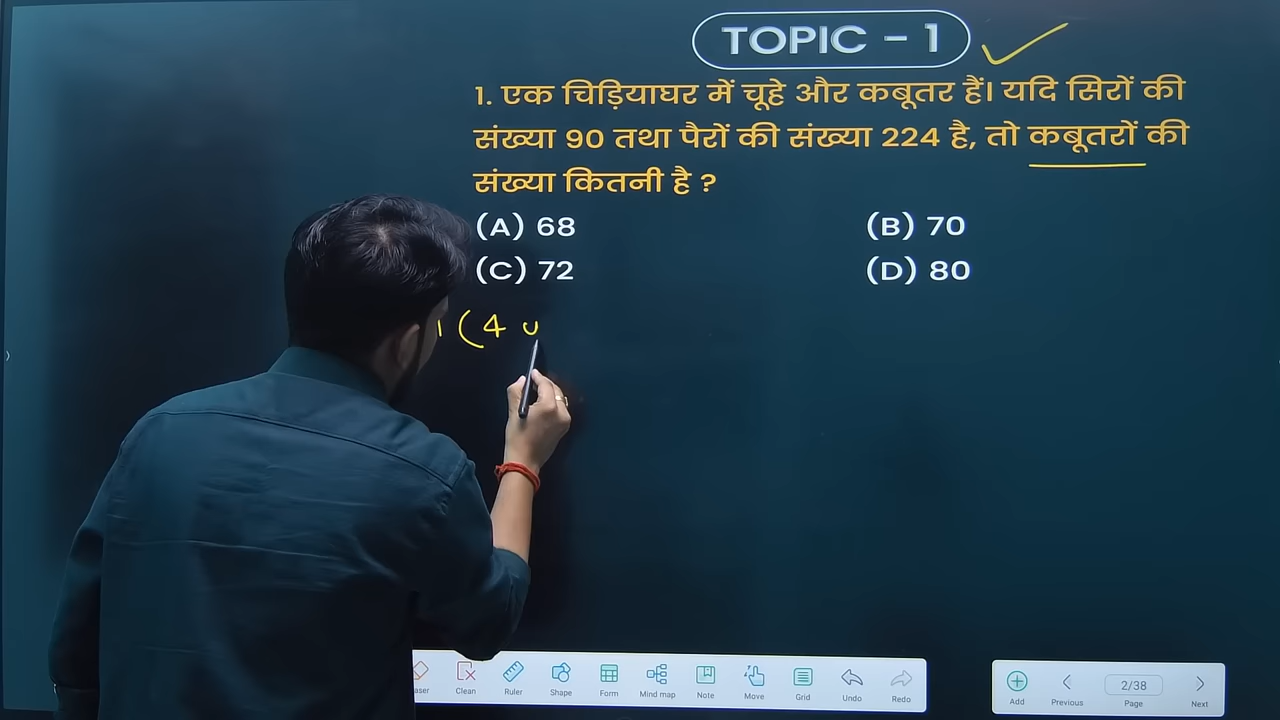 TOPIC - 1
1. एक चिड़ियाघर में चूहे और कबूतर हैं। यदि सिरों की
संख्या 90 तथा पैरों की संख्या 224 है, तो कबूतरों की
संख्या कितनी है ?
(A) 68 (B) 70
(C) 72 (D) 80
(4
Clean Ruler Shape Form Mind map Note Move Grid Undo Redo
Add Previous 2/38 Page Next